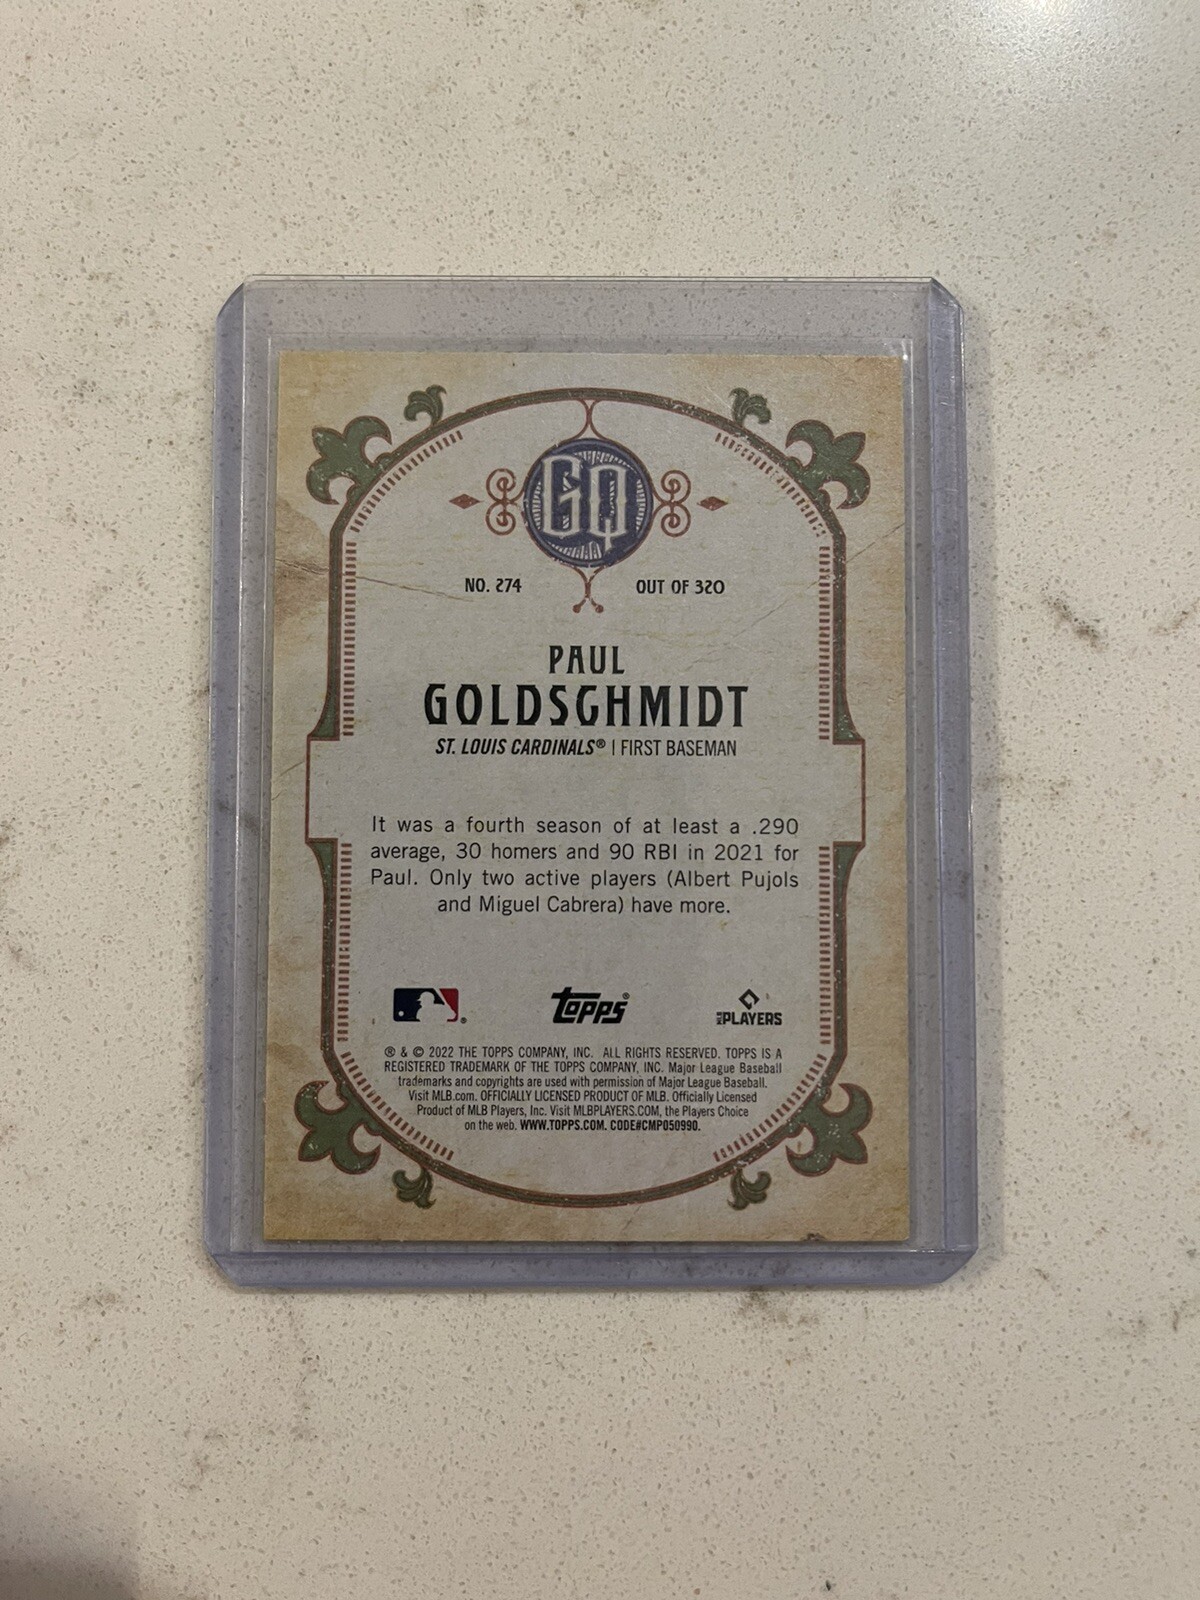 GQ
NO. 274 OUT OF 320
PAUL
GOLDSCHMIDT
ST. LOUIS CARDINALS® | FIRST BASEMAN
It was a fourth season of at least a .290
average, 30 homers and 90 RBI in 2021 for
Paul. Only two active players (Albert Pujols
and Miguel Cabrera) have more.
® topps® MLB PLAYERS
® & © 2022 THE TOPPS COMPANY, INC. ALL RIGHTS RESERVED. TOPPS IS A
REGISTERED TRADEMARK OF THE TOPPS COMPANY, INC. Major League Baseball
trademarks and copyrights are used with permission of Major League Baseball.
Visit MLB.com. OFFICIALLY LICENSED PRODUCT OF MLB. Officially Licensed
Product of MLB Players, Inc. Visit MLBPLAYERS.COM, the Players Choice
on the web. WWW.TOPPS.COM. CODE#CMP050990.